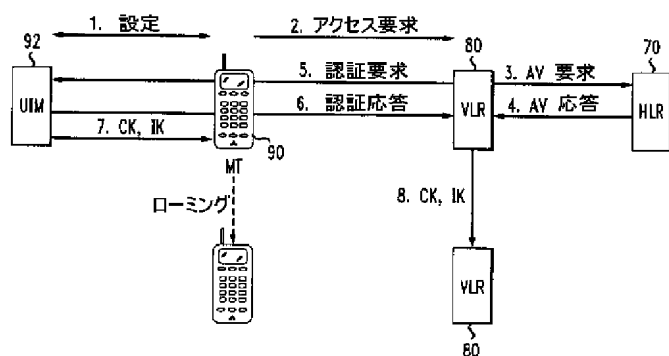 1. 設定
2. アクセス要求
92
80
70
5. 認証要求
3. AV 要求
UIM
6. 認証応答
VLR
4. AV 応答
HLR
7. CK, IK
90
MT
ローミング
8. CK, IK
VLR
80